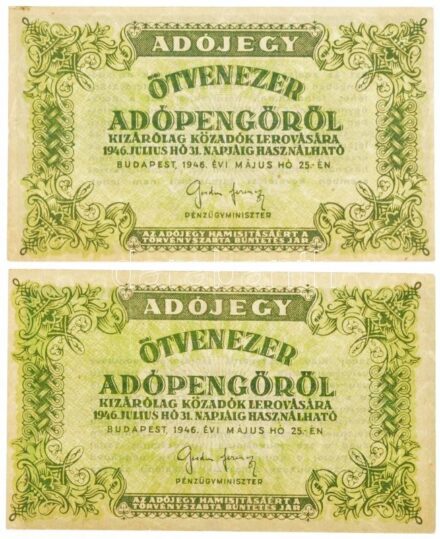 ADÓJEGY
ÖTVENEZER
ADÓPENGŐRŐL
KIZÁRÓLAG KÖZADÓK LEROVÁSÁRA
1946. JULIUS HÓ 31. NAPJÁIG HASZNÁLHATÓ
BUDAPEST, 1946. ÉVI MÁJUS HÓ 25.-ÉN
PÉNZÜGYMINISZTER
AZ ADÓJEGY HAMISÍTÁSÁÉRT A
TÖRVÉNYSZABTA BÜNTETÉS JÁR
ADÓJEGY
ÖTVENEZER
ADÓPENGŐRŐL
KIZÁRÓLAG KÖZADÓK LEROVÁSÁRA
1946. JULIUS HÓ 31. NAPJÁIG HASZNÁLHATÓ
BUDAPEST, 1946. ÉVI MÁJUS HÓ 25.-ÉN
PÉNZÜGYMINISZTER
AZ ADÓJEGY HAMISÍTÁSÁÉRT A
TÖRVÉNYSZABTA BÜNTETÉS JÁR